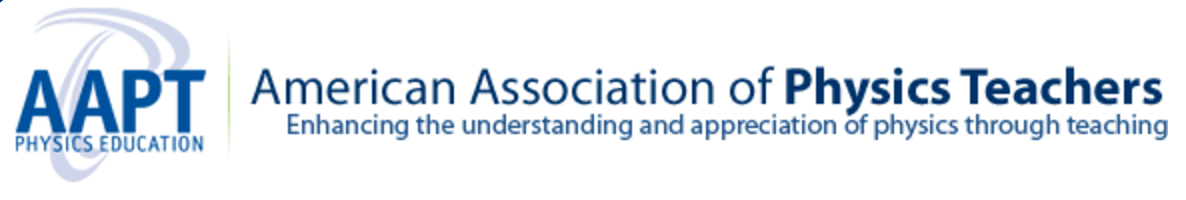 AAPT
PHYSICS EDUCATION
American Association of Physics Teachers
Enhancing the understanding and appreciation of physics through teaching